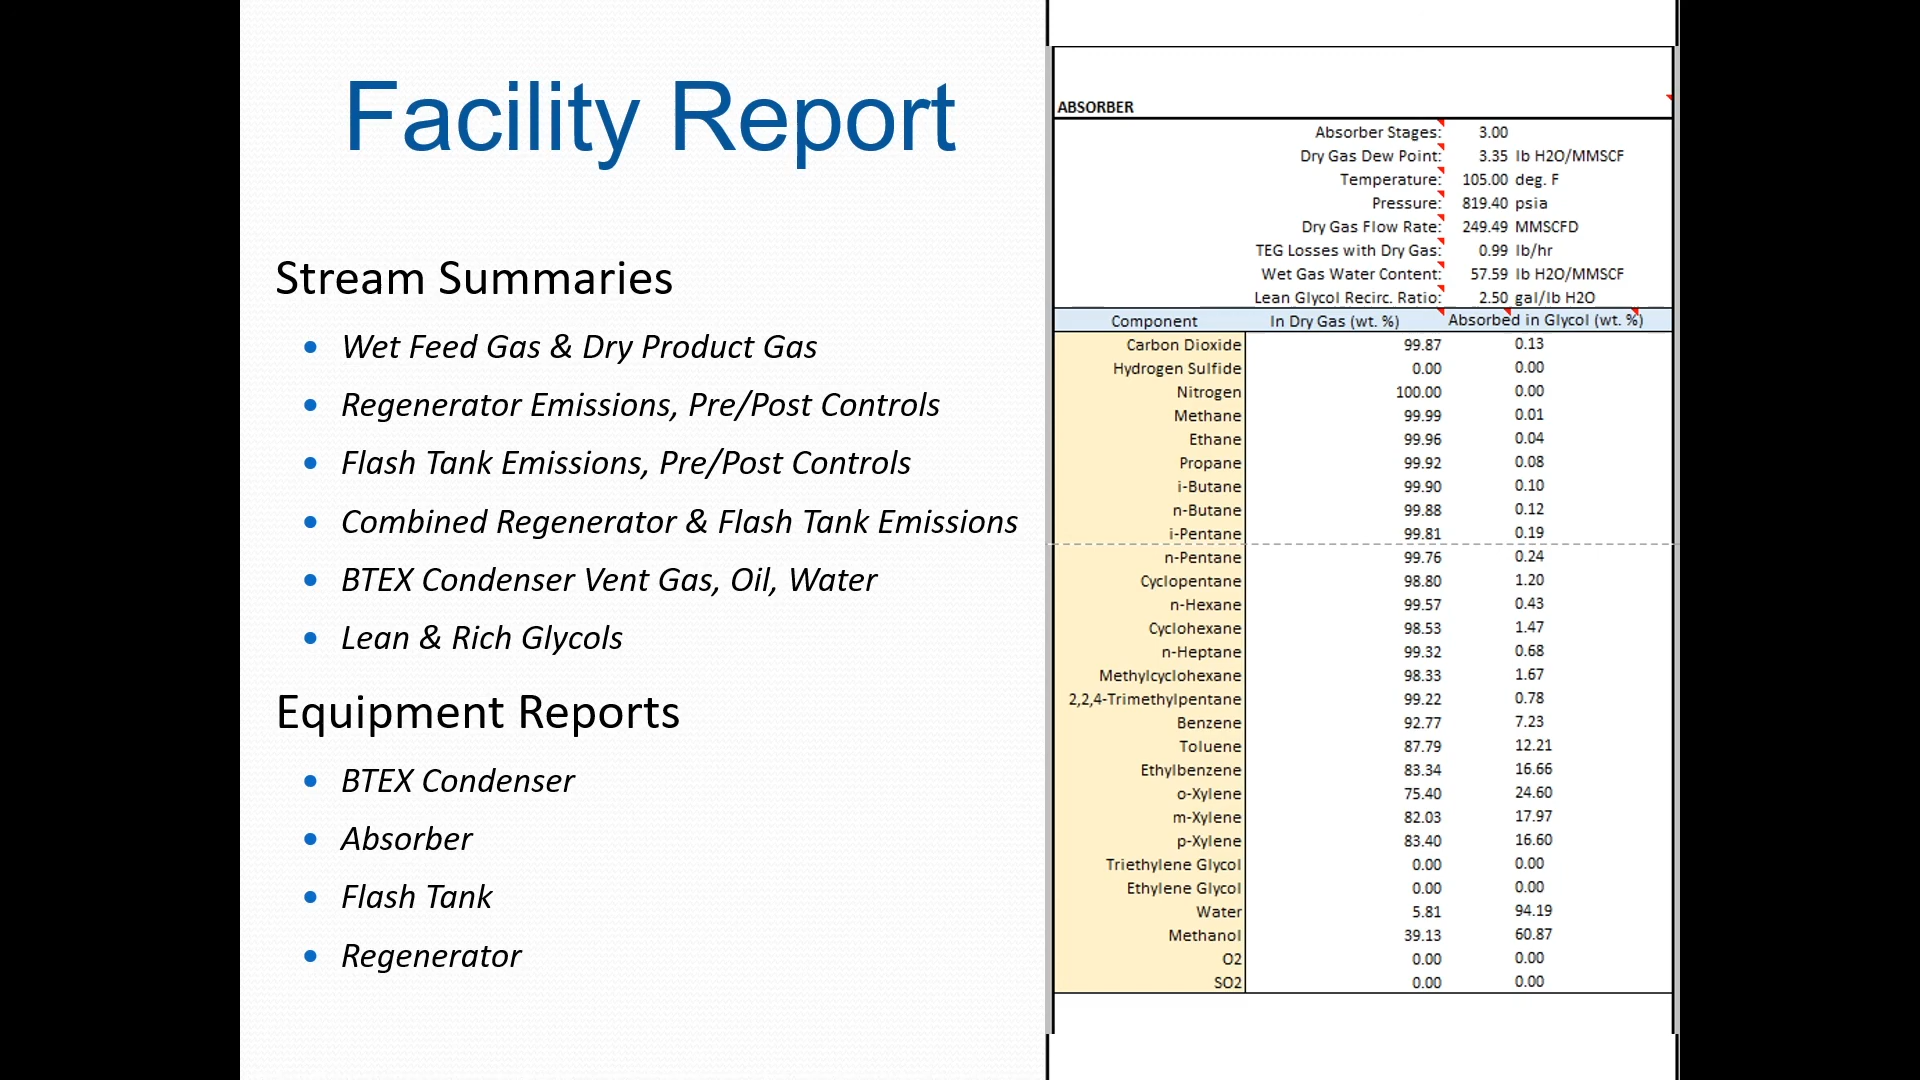 Facility Report
Stream Summaries
• Wet Feed Gas & Dry Product Gas
• Regenerator Emissions, Pre/Post Controls
• Flash Tank Emissions, Pre/Post Controls
• Combined Regenerator & Flash Tank Emissions
• BTEX Condenser Vent Gas, Oil, Water
• Lean & Rich Glycols
Equipment Reports
• BTEX Condenser
• Absorber
• Flash Tank
• Regenerator
ABSORBER
Absorber Stages: 3.00
Dry Gas Dew Point: 3.35 lb H2O/MMSCF
Temperature: 105.00 deg. F
Pressure: 819.40 psia
Dry Gas Flow Rate: 249.49 MMSCFD
TEG Losses with Dry Gas: 0.99 lb/hr
Wet Gas Water Content: 57.59 lb H2O/MMSCF
Lean Glycol Recirc. Ratio: 2.50 gal/lb H2O
Component In Dry Gas (wt. %) Absorbed in Glycol (wt. %)
Carbon Dioxide 99.87 0.13
Hydrogen Sulfide 0.00 0.00
Nitrogen 100.00 0.00
Methane 99.99 0.01
Ethane 99.96 0.04
Propane 99.92 0.08
i-Butane 99.90 0.10
n-Butane 99.88 0.12
i-Pentane 99.81 0.19
n-Pentane 99.76 0.24
Cyclopentane 98.80 1.20
n-Hexane 99.57 0.43
Cyclohexane 98.53 1.47
n-Heptane 99.32 0.68
Methylcyclohexane 98.33 1.67
2,2,4-Trimethylpentane 99.22 0.78
Benzene 92.77 7.23
Toluene 87.79 12.21
Ethylbenzene 83.34 16.66
o-Xylene 75.40 24.60
m-Xylene 82.03 17.97
p-Xylene 83.40 16.60
Triethylene Glycol 0.00 0.00
Ethylene Glycol 0.00 0.00
Water 5.81 94.19
Methanol 39.13 60.87
O2 0.00 0.00
SO2 0.00 0.00